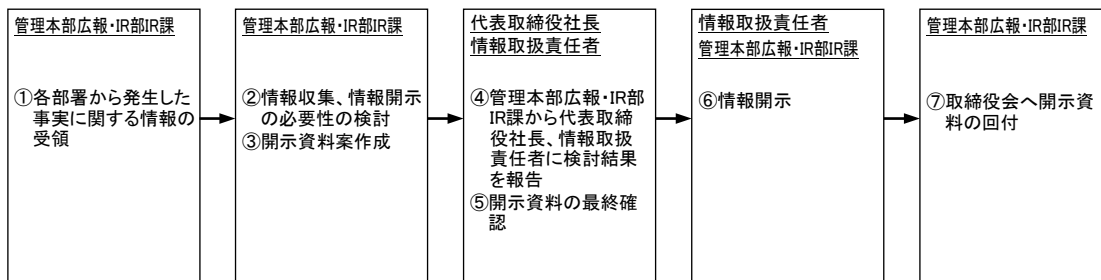 管理本部広報・IR部IR課
①各部署から発生した
事実に関する情報の
受領
管理本部広報・IR部IR課
②情報収集、情報開示
の必要性の検討
③開示資料案作成
代表取締役社長
情報取扱責任者
④管理本部広報・IR部
IR課から代表取締
役社長、情報取扱
責任者に検討結果
を報告
⑤開示資料の最終確
認
情報取扱責任者
管理本部広報・IR部IR課
⑥情報開示
管理本部広報・IR部IR課
⑦取締役会へ開示資
料の回付